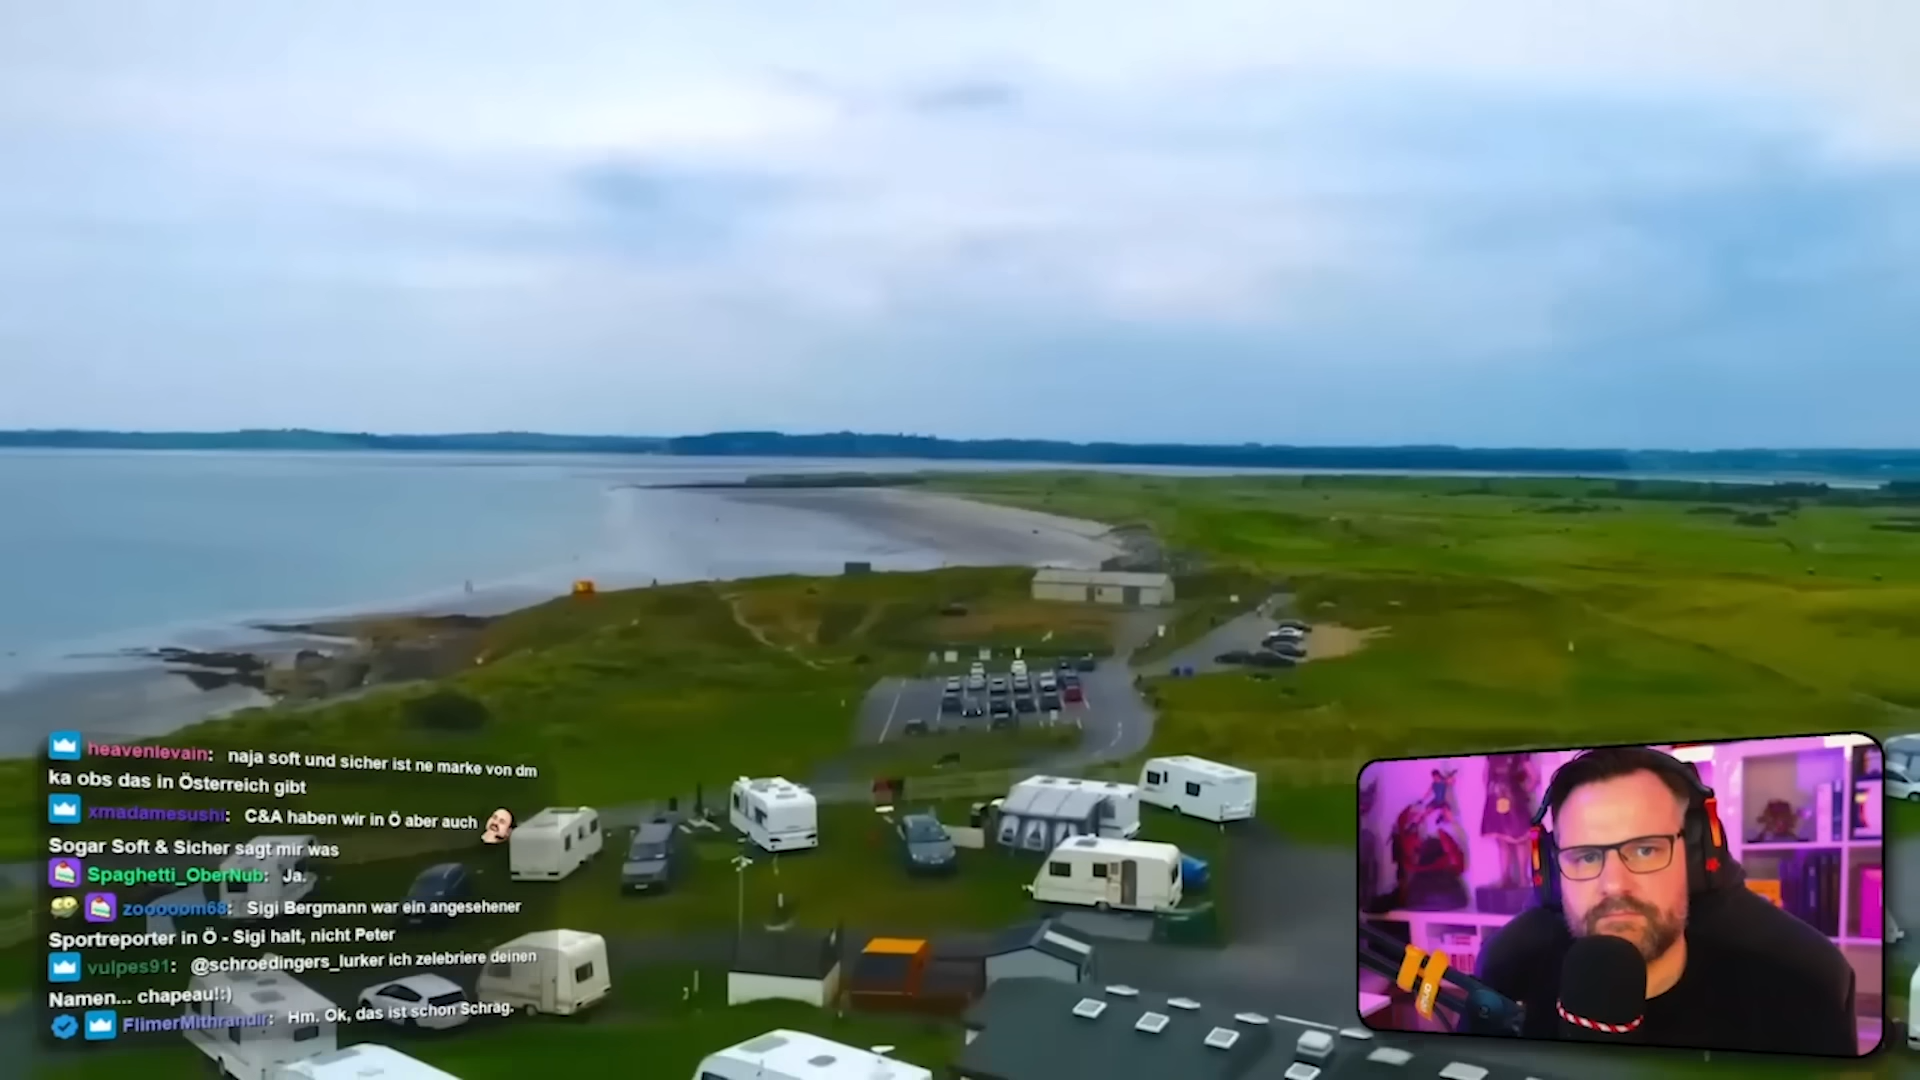 heavenlevain: naja soft und sicher ist ne marke von dm
ka obs das in Österreich gibt
xmadamesushi: C&A haben wir in Ö aber auch
Sogar Soft & Sicher sagt mir was
Spaghetti_OberNub: Ja.
zooooom68: Sigi Bergmann war ein angesehener
Sportreporter in Ö - Sigi halt, nicht Peter
vulpes91: @schroedingers_lurker ich zelebriere deinen
Namen... chapeau!:)
FlimerMithrandir: Hm. Ok, das ist schon Schräg.